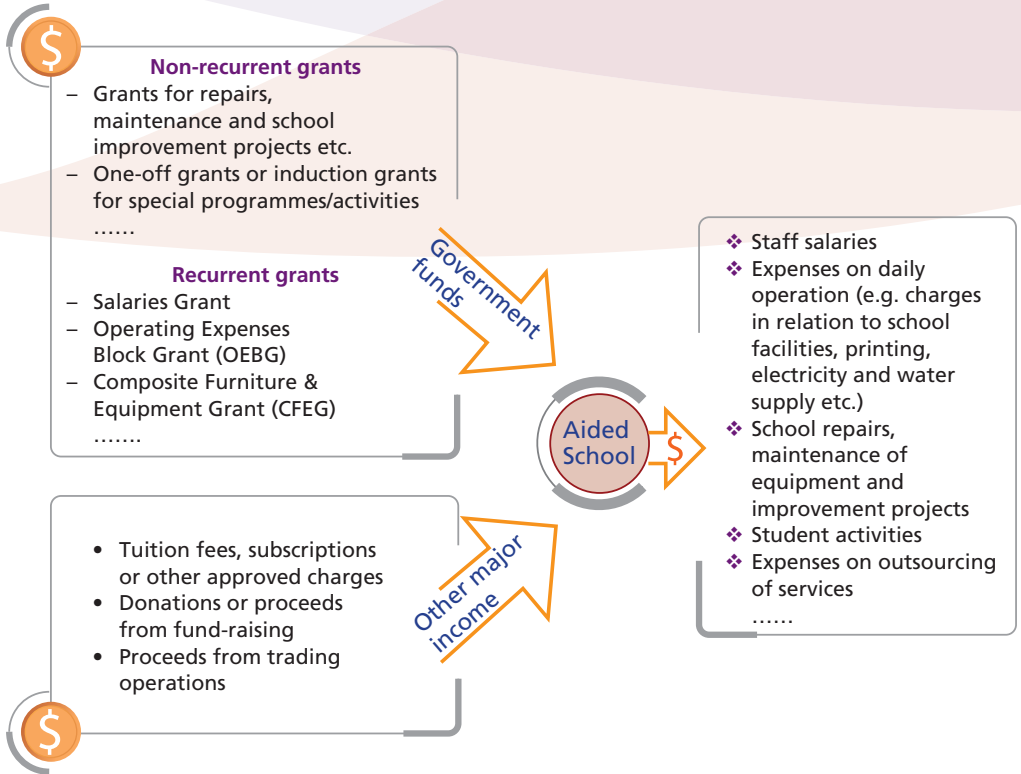 $
Non-recurrent grants
– Grants for repairs,
maintenance and school
improvement projects etc.
– One-off grants or induction grants
for special programmes/activities
……
Recurrent grants
– Salaries Grant
– Operating Expenses
Block Grant (OEBG)
– Composite Furniture &
Equipment Grant (CFEG)
…….
Government
funds
• Tuition fees, subscriptions
or other approved charges
• Donations or proceeds
from fund-raising
• Proceeds from trading
operations
$
Other major
income
Aided
School
$
❖ Staff salaries
❖ Expenses on daily
operation (e.g. charges
in relation to school
facilities, printing,
electricity and water
supply etc.)
❖ School repairs,
maintenance of
equipment and
improvement projects
❖ Student activities
❖ Expenses on outsourcing
of services
……